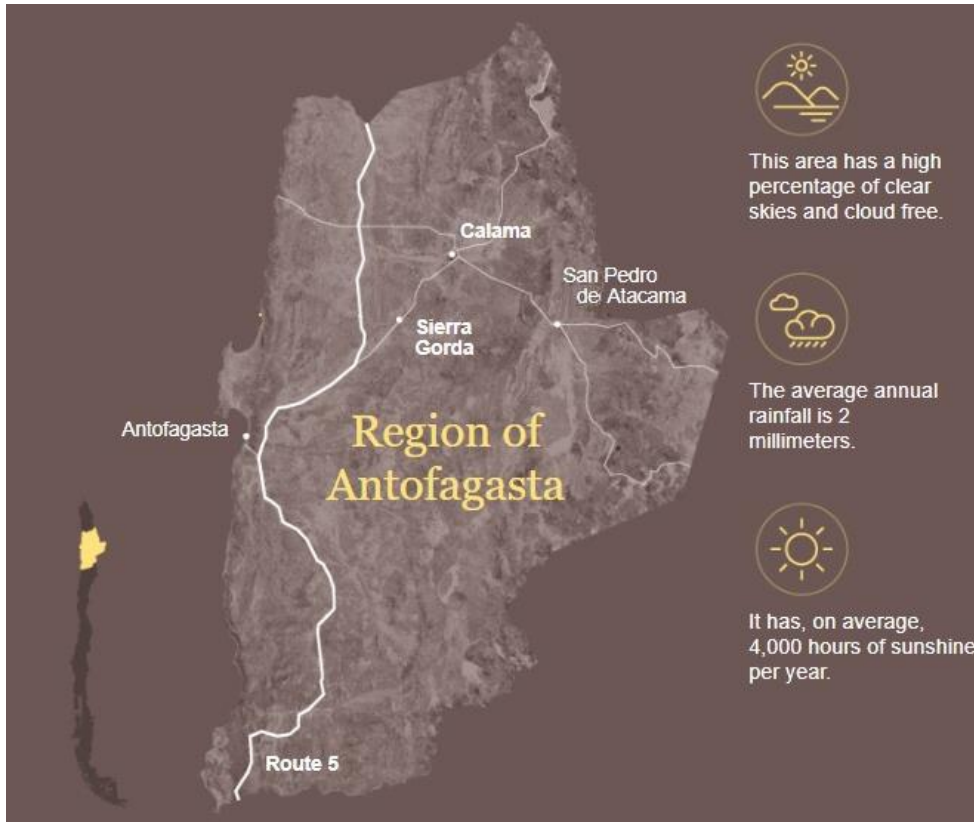 This area has a high
percentage of clear
skies and cloud free.
Calama
San Pedro
de Atacama
Sierra
Gorda
The average annual
rainfall is 2
millimeters.
Antofagasta
Region of
Antofagasta
It has, on average,
4,000 hours of sunshine
per year.
Route 5